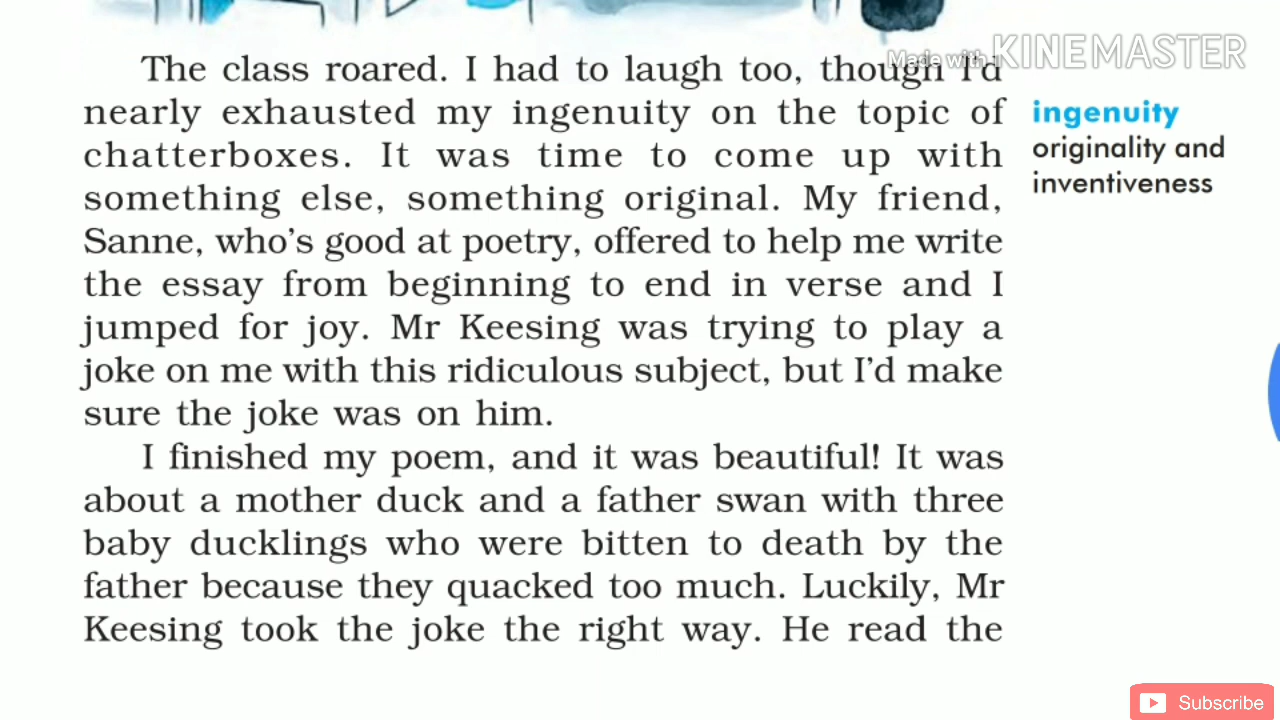 Made with KINEMASTER
The class roared. I had to laugh too, though I'd
nearly exhausted my ingenuity on the topic of
chatterboxes. It was time to come up with
something else, something original. My friend,
Sanne, who's good at poetry, offered to help me write
the essay from beginning to end in verse and I
jumped for joy. Mr Keesing was trying to play a
joke on me with this ridiculous subject, but I'd make
sure the joke was on him.
I finished my poem, and it was beautiful! It was
about a mother duck and a father swan with three
baby ducklings who were bitten to death by the
father because they quacked too much. Luckily, Mr
Keesing took the joke the right way. He read the
ingenuity
originality and
inventiveness
Subscribe